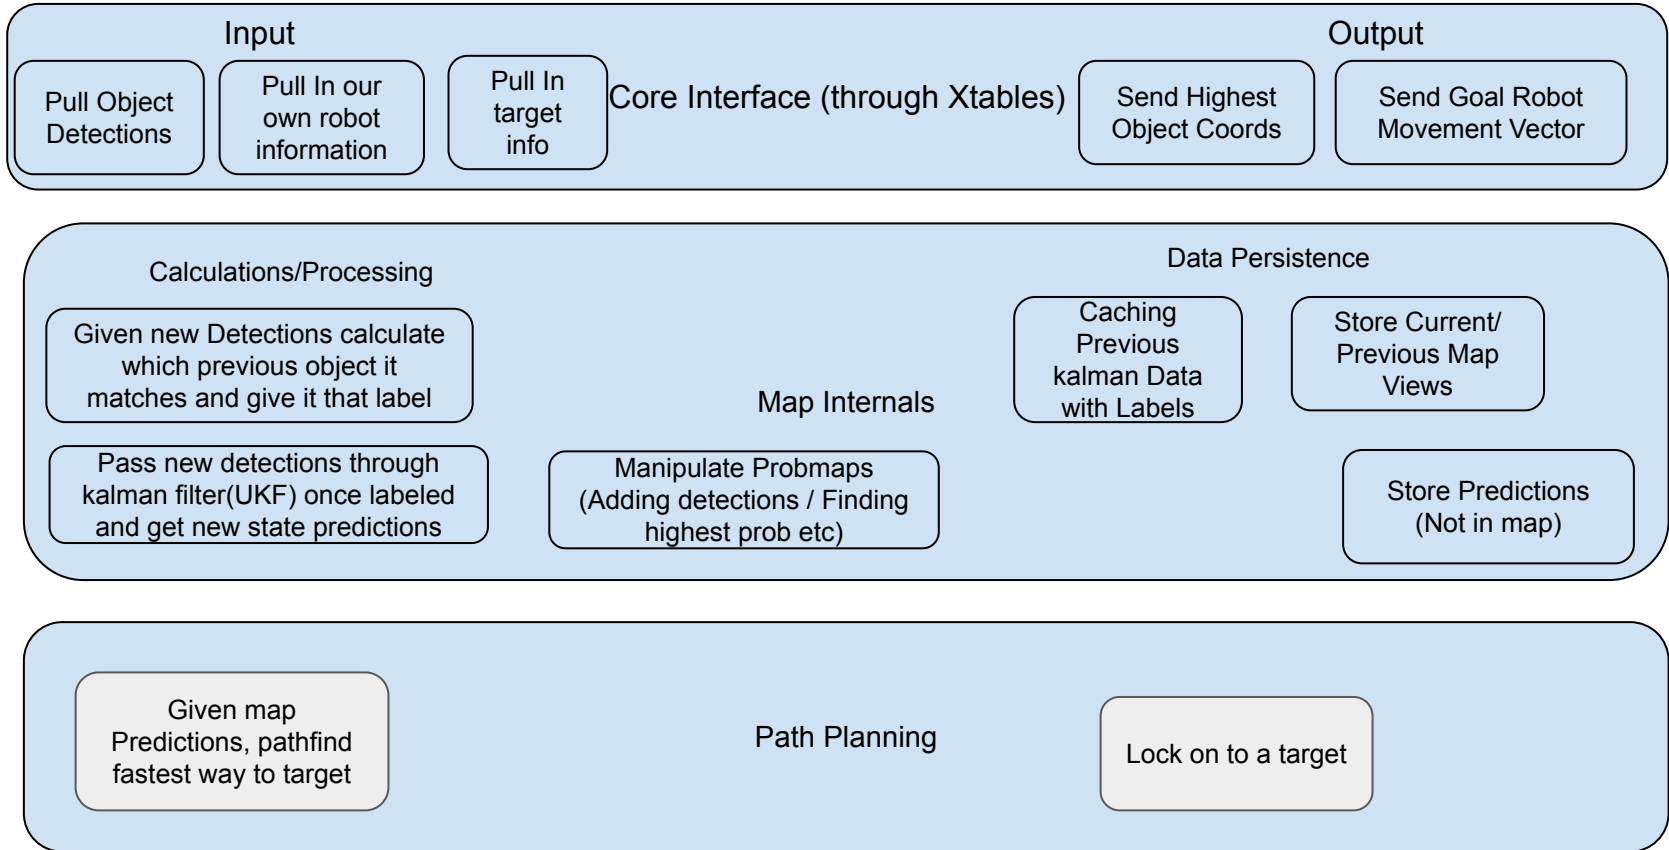 Input
Output
Pull Object
Detections
Pull In our
own robot
information
Pull In
target
info
Core Interface (through Xtables)
Send Highest
Object Coords
Send Goal Robot
Movement Vector
Calculations/Processing
Data Persistence
Given new Detections calculate
which previous object it
matches and give it that label
Caching
Previous
kalman Data
with Labels
Store Current/
Previous Map
Views
Map Internals
Pass new detections through
kalman filter(UKF) once labeled
and get new state predictions
Manipulate Probmaps
(Adding detections / Finding
highest prob etc)
Store Predictions
(Not in map)
Given map
Predictions, pathfind
fastest way to target
Path Planning
Lock on to a target